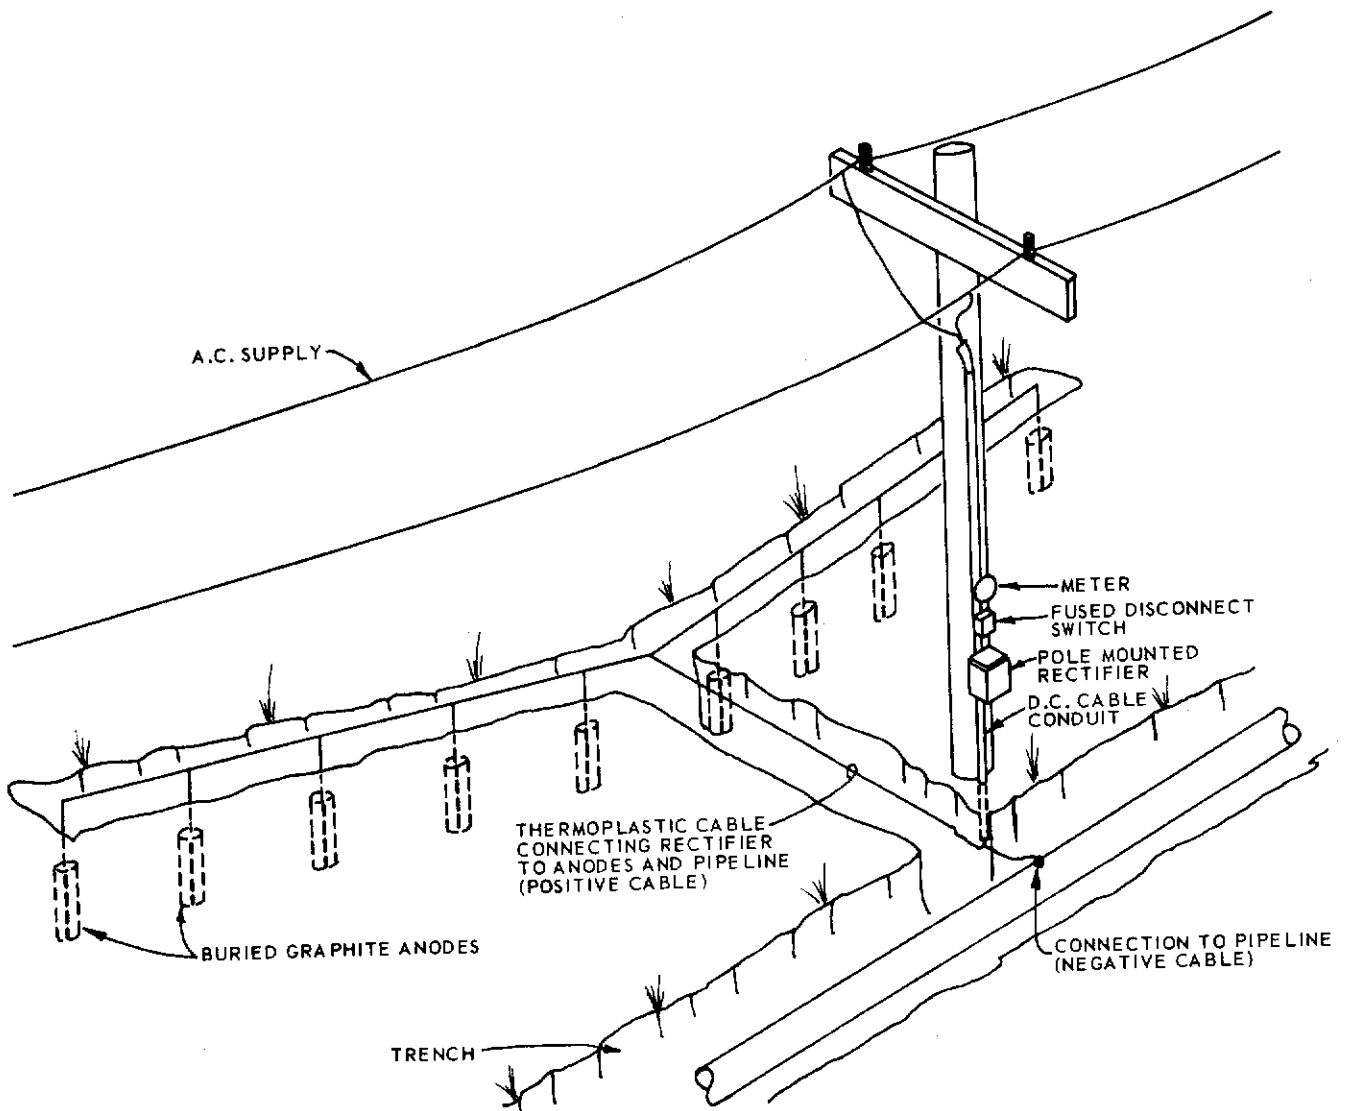 A.C. SUPPLY
METER
FUSED DISCONNECT
SWITCH
POLE MOUNTED
RECTIFIER
D.C. CABLE
CONDUIT
THERMOPLASTIC CABLE
CONNECTING RECTIFIER
TO ANODES AND PIPELINE
(POSITIVE CABLE)
BURIED GRAPHITE ANODES
CONNECTION TO PIPELINE
(NEGATIVE CABLE)
TRENCH